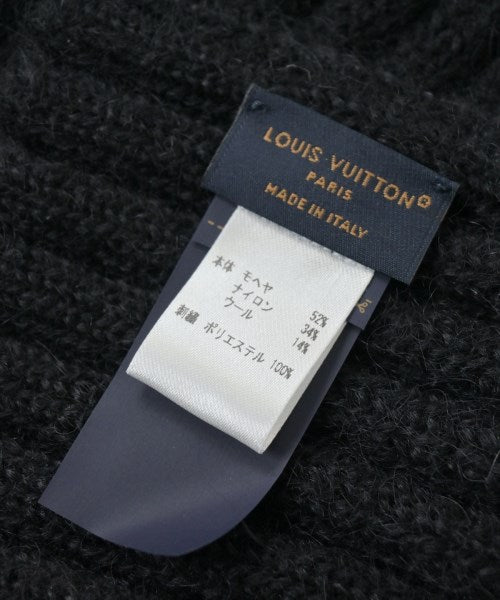 LOUIS VUITTON®
PARIS
MADE IN ITALY
本体 モヘヤ 52%
ナイロン 34%
ウール 14%
刺繍 ポリエステル 100%